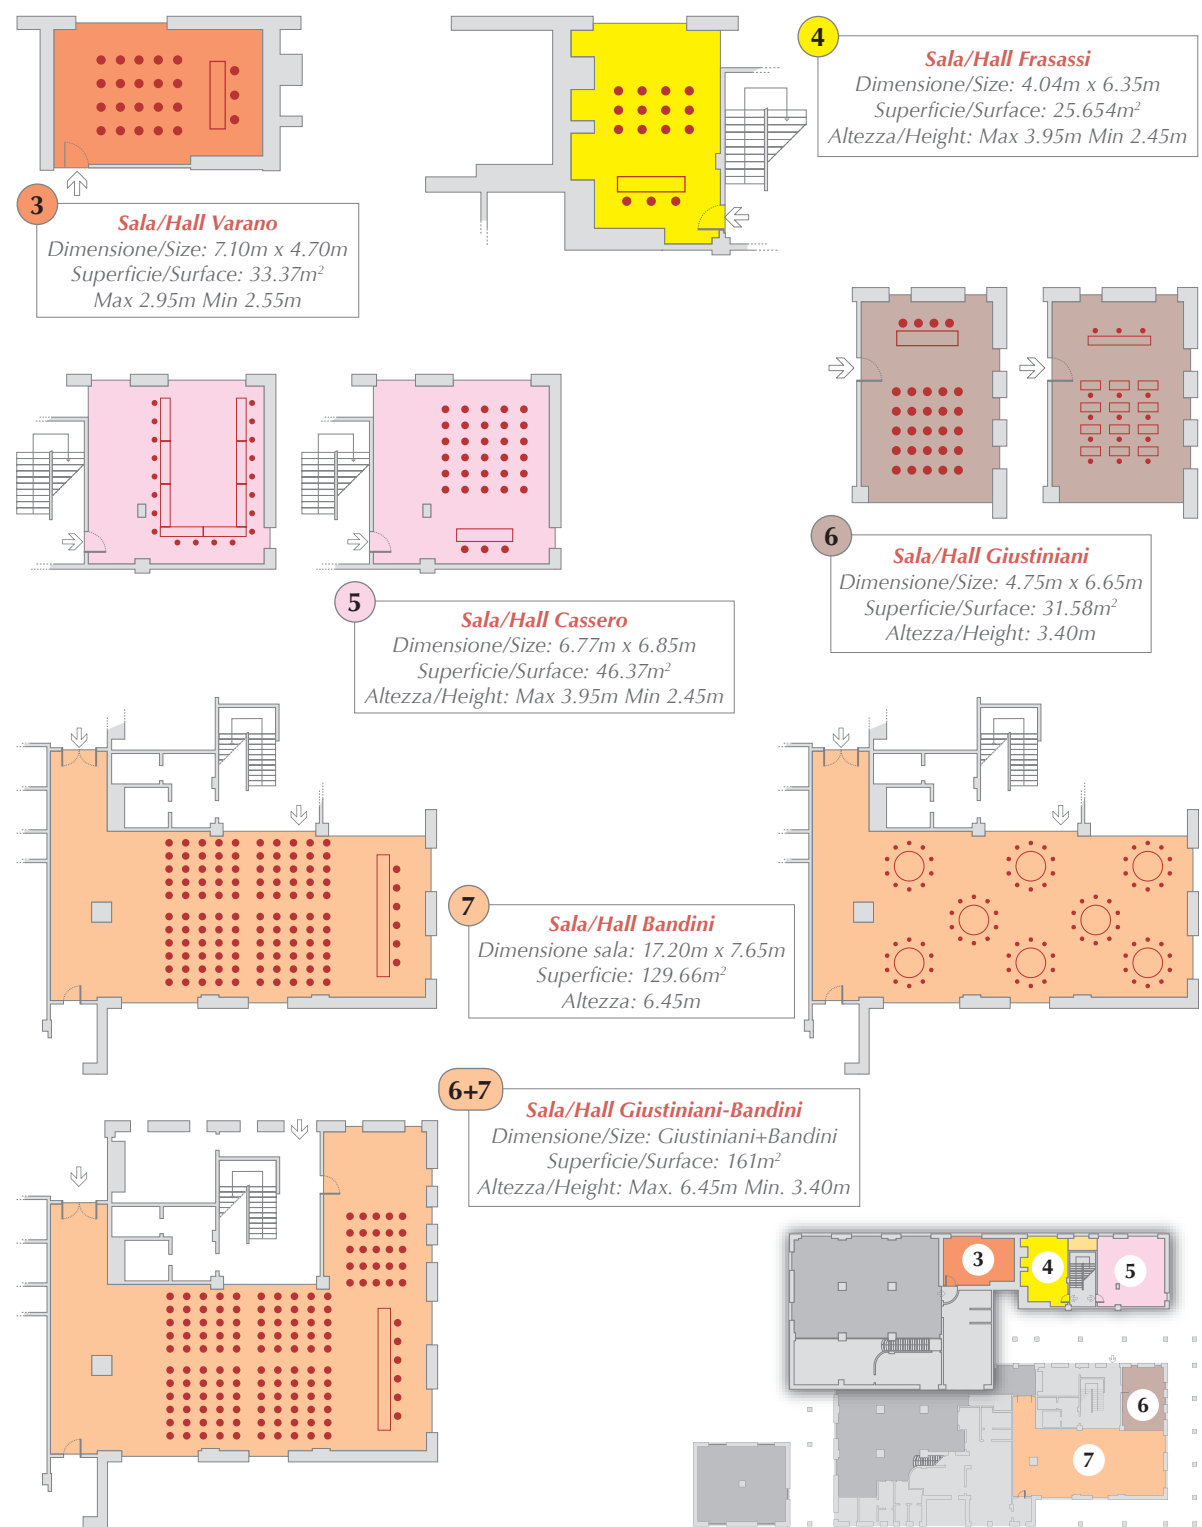 4
Sala/Hall Frasassi
Dimensione/Size: 4.04m x 6.35m
Superficie/Surface: 25.654m²
Altezza/Height: Max 3.95m Min 2.45m
3
Sala/Hall Varano
Dimensione/Size: 7.10m x 4.70m
Superficie/Surface: 33.37m²
Max 2.95m Min 2.55m
6
Sala/Hall Giustiniani
Dimensione/Size: 4.75m x 6.65m
Superficie/Surface: 31.58m²
Altezza/Height: 3.40m
5
Sala/Hall Cassero
Dimensione/Size: 6.77m x 6.85m
Superficie/Surface: 46.37m²
Altezza/Height: Max 3.95m Min 2.45m
7
Sala/Hall Bandini
Dimensione sala: 17.20m x 7.65m
Superficie: 129.66m²
Altezza: 6.45m
6+7
Sala/Hall Giustiniani-Bandini
Dimensione/Size: Giustiniani+Bandini
Superficie/Surface: 161m²
Altezza/Height: Max. 6.45m Min. 3.40m
3
4
5
6
7